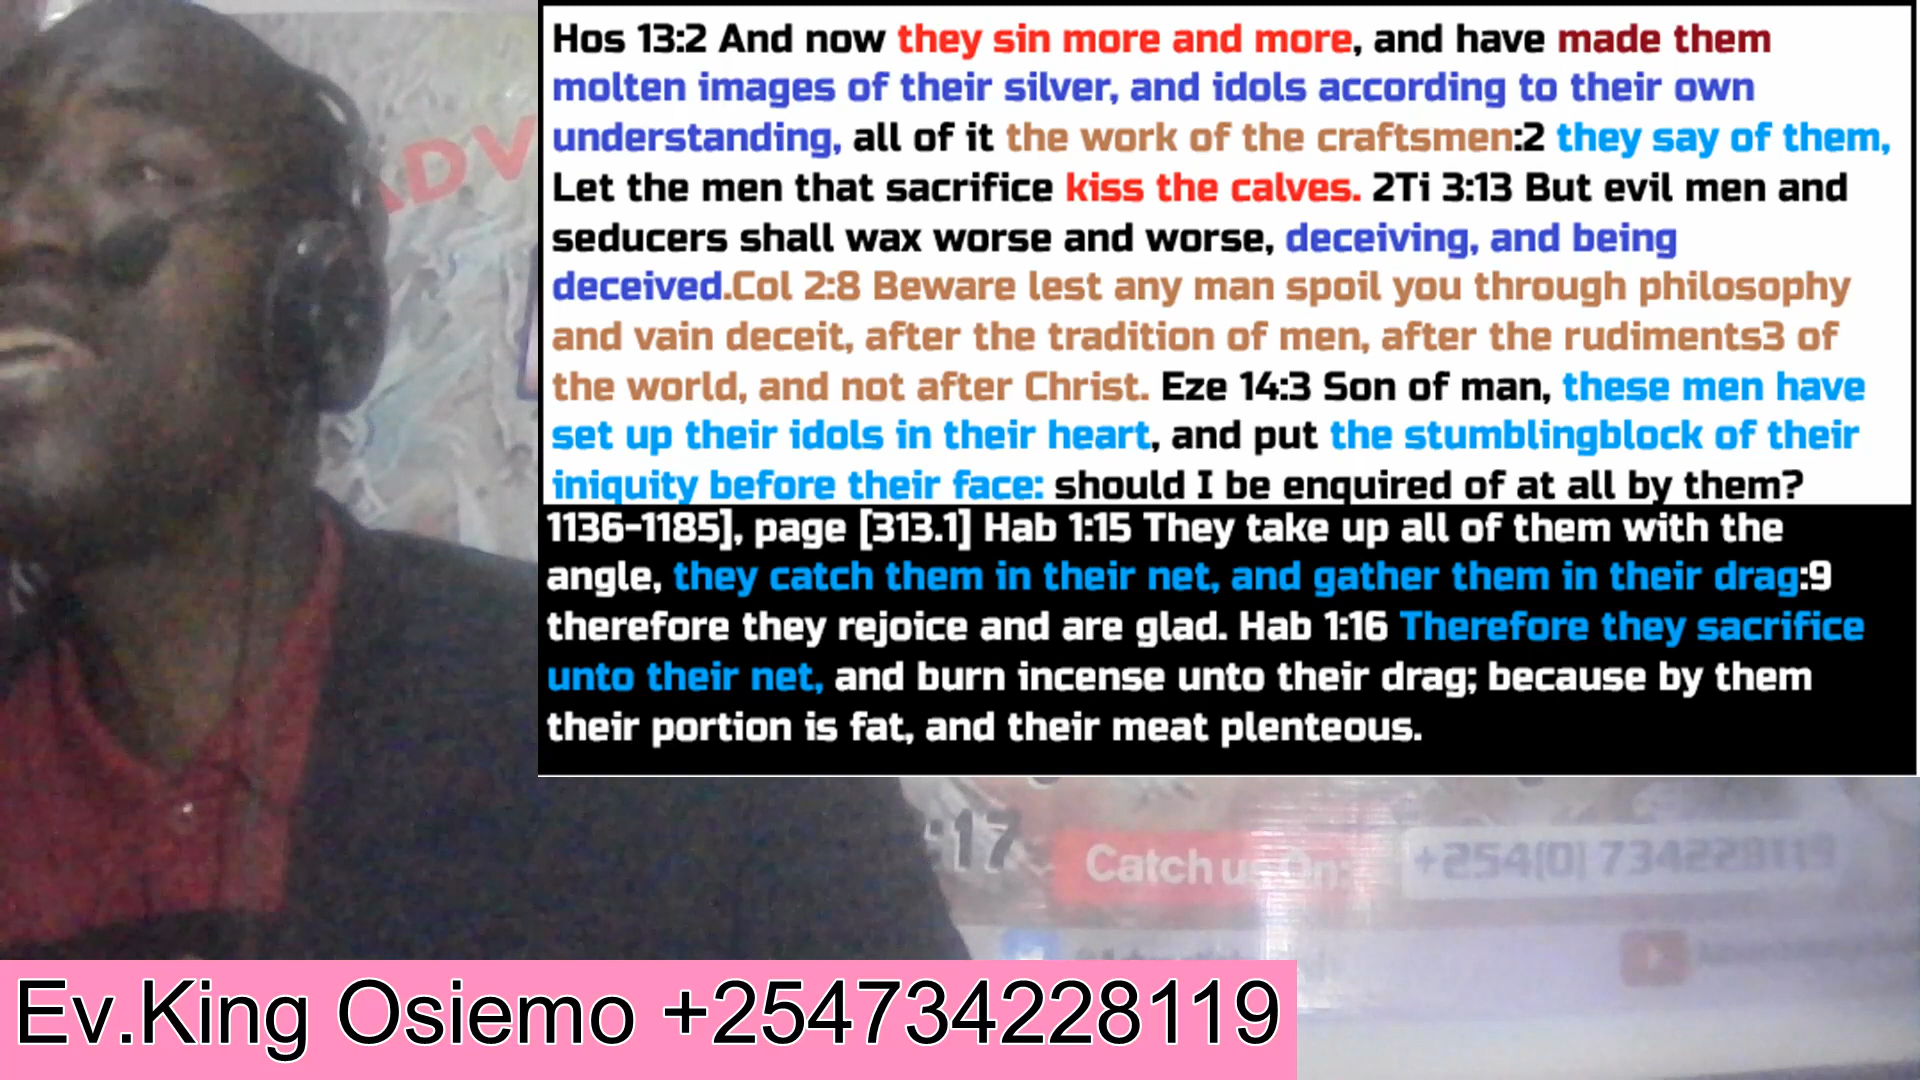 Hos 13:2 And now they sin more and more, and have made them
molten images of their silver, and idols according to their own
understanding, all of it the work of the craftsmen:2 they say of them,
Let the men that sacrifice kiss the calves. 2Ti 3:13 But evil men and
seducers shall wax worse and worse, deceiving, and being
deceived.Col 2:8 Beware lest any man spoil you through philosophy
and vain deceit, after the tradition of men, after the rudiments3 of
the world, and not after Christ. Eze 14:3 Son of man, these men have
set up their idols in their heart, and put the stumblingblock of their
iniquity before their face: should I be enquired of at all by them?
1136-1185], page [313.1] Hab 1:15 They take up all of them with the
angle, they catch them in their net, and gather them in their drag:9
therefore they rejoice and are glad. Hab 1:16 Therefore they sacrifice
unto their net, and burn incense unto their drag; because by them
their portion is fat, and their meat plenteous.
ADV
:17
Catch us On:
+254(0) 734228119
Ev.King Osiemo +254734228119